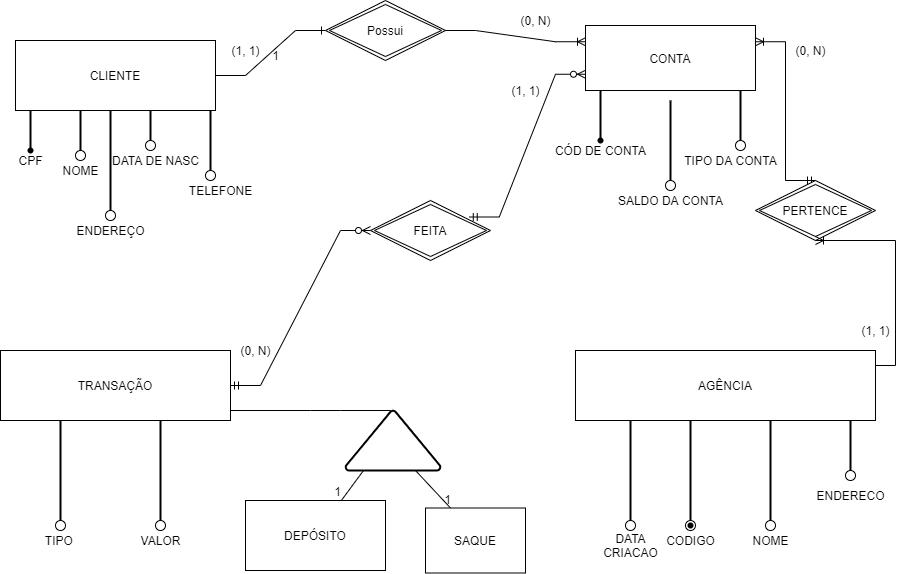 Possui
(0, N)
(1, 1)
1
(0, N)
CLIENTE
CONTA
(1, 1)
CPF
NOME
DATA DE NASC
TELEFONE
ENDEREÇO
CÓD DE CONTA
TIPO DA CONTA
SALDO DA CONTA
PERTENCE
FEITA
(1, 1)
(0, N)
TRANSAÇÃO
AGÊNCIA
1
1
ENDERECO
DEPÓSITO
SAQUE
TIPO
VALOR
DATA
CRIACAO
CODIGO
NOME